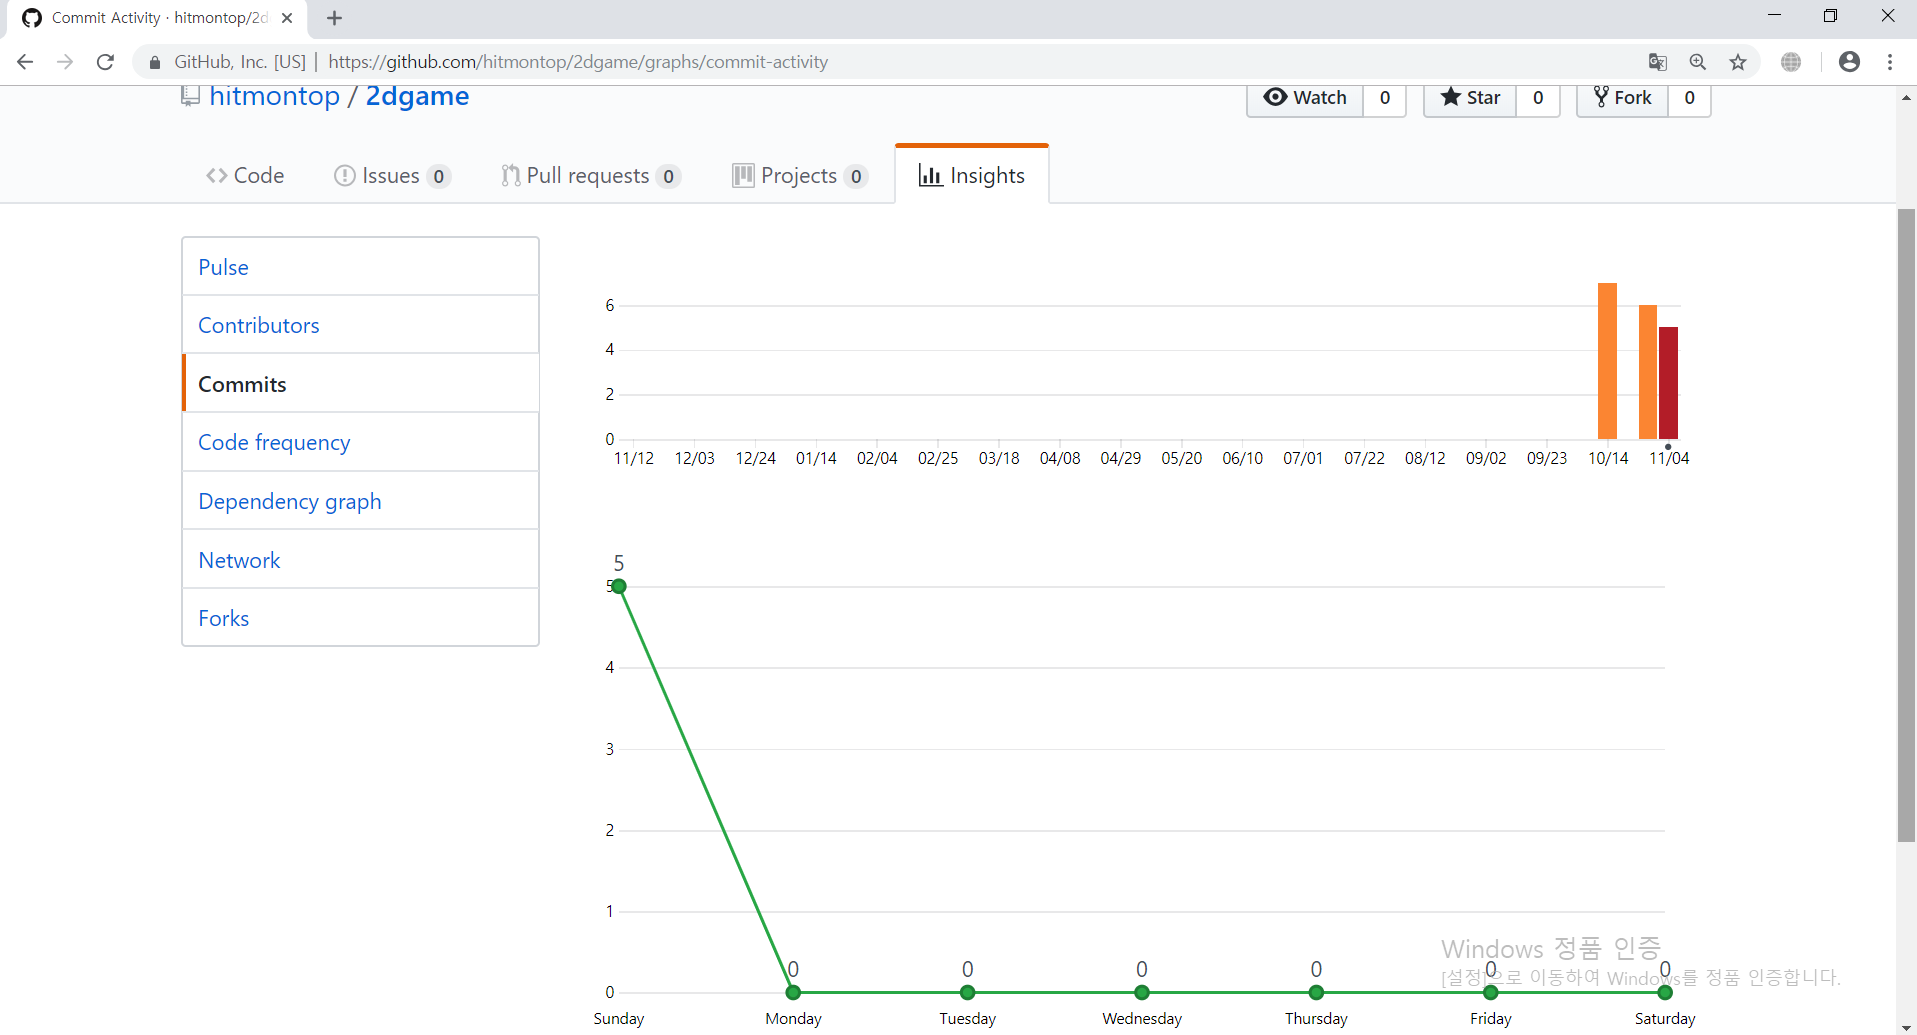 Commit Activity · hitmontop/2d
GitHub, Inc. [US] | https://github.com/hitmontop/2dgame/graphs/commit-activity
hitmontop / 2dgame
Watch 0
Star 0
Fork 0
Code
Issues 0
Pull requests 0
Projects 0
Insights
Pulse
Contributors
Commits
Code frequency
Dependency graph
Network
Forks
6
4
2
0
11/12 12/03 12/24 01/14 02/04 02/25 03/18 04/08 04/29 05/20 06/10 07/01 07/22 08/12 09/02 09/23 10/14 11/04
5
5
4
3
2
1
Windows 정품 인증
[설정]으로 이동하여 Windows를 정품 인증합니다.
0 0 0 0 0 0
0
Sunday Monday Tuesday Wednesday Thursday Friday Saturday